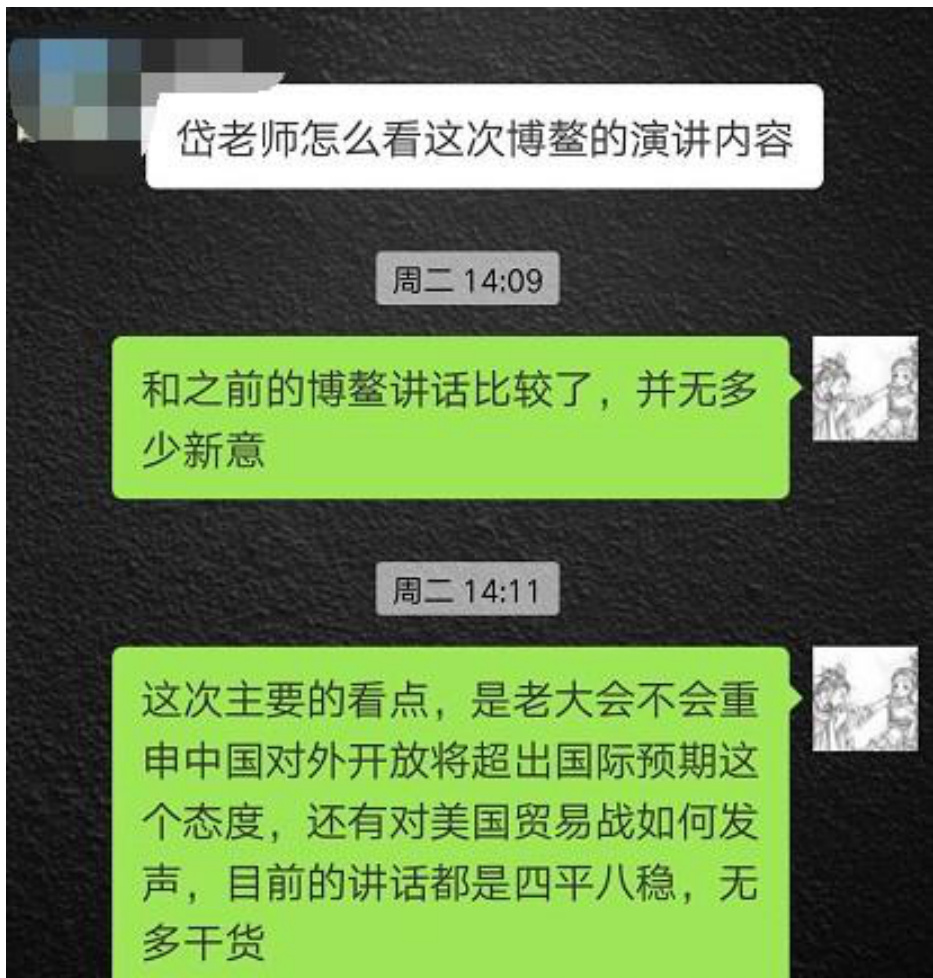 岱老师怎么看这次博鳌的演讲内容
周二 14:09
和之前的博鳌讲话比较了，并无多
少新意
周二 14:11
这次主要的看点，是老大会不会重
申中国对外开放将超出国际预期这
个态度，还有对美国贸易战如何发
声，目前的讲话都是四平八稳，无
多干货